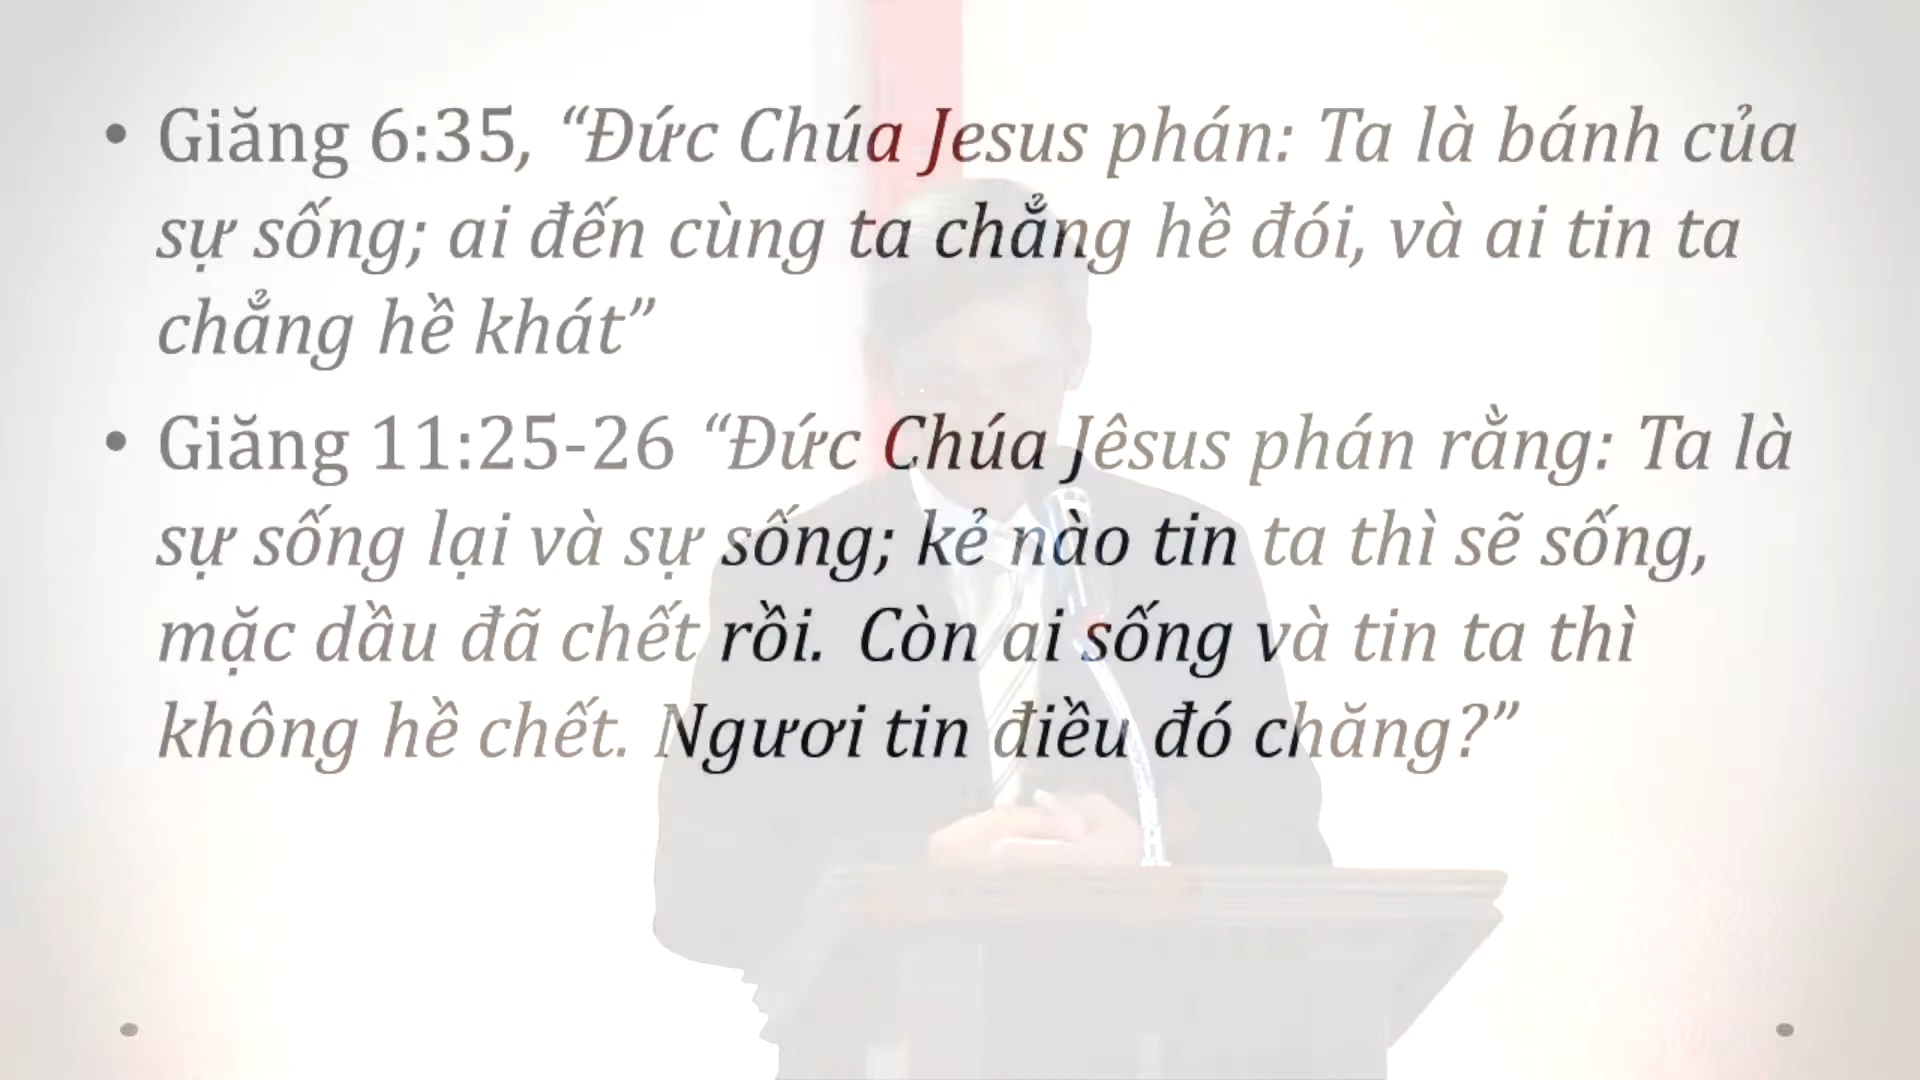 • Giăng 6:35, “Đức Chúa Jesus phán: Ta là bánh của
sự sống; ai đến cùng ta chẳng hề đói, và ai tin ta
chẳng hề khát”
• Giăng 11:25-26 “Đức Chúa Jêsus phán rằng: Ta là
sự sống lại và sự sống; kẻ nào tin ta thì sẽ sống,
mặc dầu đã chết rồi. Còn ai sống và tin ta thì
không hề chết. Ngươi tin điều đó chăng?”